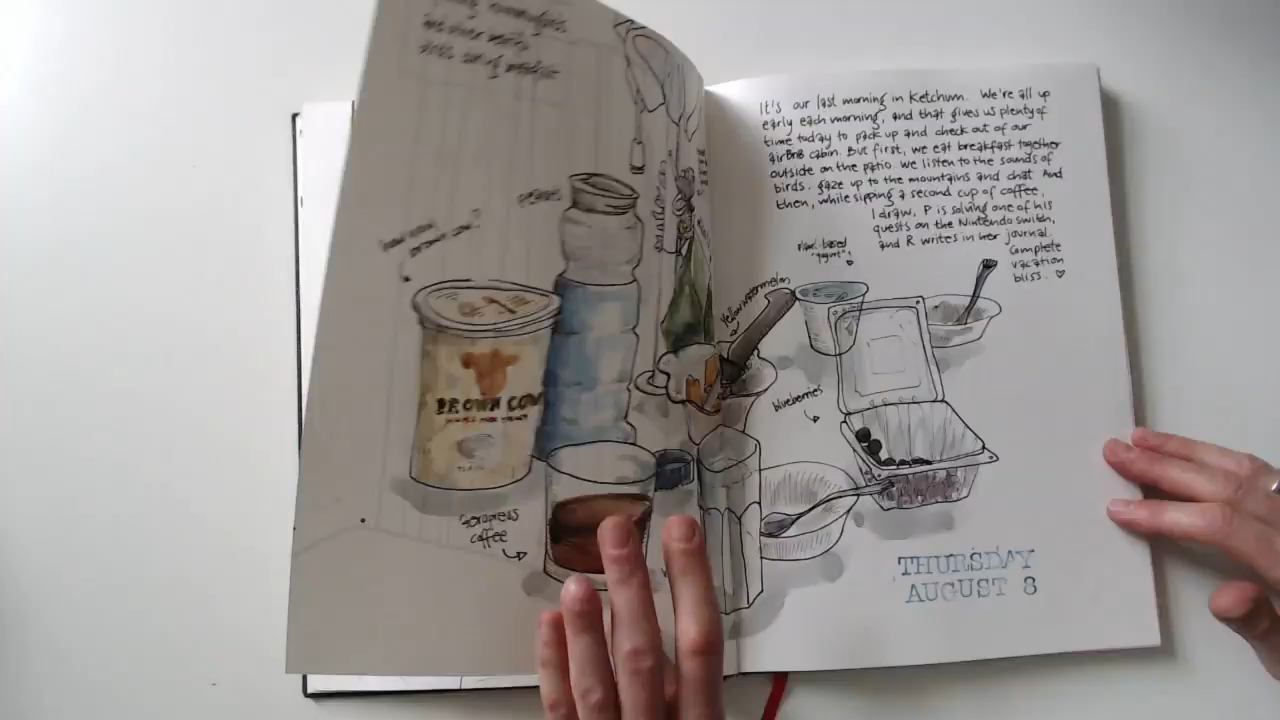 and other
peanuts
BROWN COW
aeropress
coffee
It's our last morning in Ketchum. We're all up
early each morning, and that gives us plenty of
time today to pack up and check out of our
airBnB cabin. But first, we eat breakfast together
outside on the patio. We listen to the sounds of
birds. gaze up to the mountains and chat. And
then, while sipping a second cup of coffee,
I draw, P is solving one of his
quests on the Nintendo switch,
and R writes in her journal.
Complete
vacation
bliss. ♡
plant-based
"yogurt"!
yellow watermelon
blueberries
THURSDAY
AUGUST 8